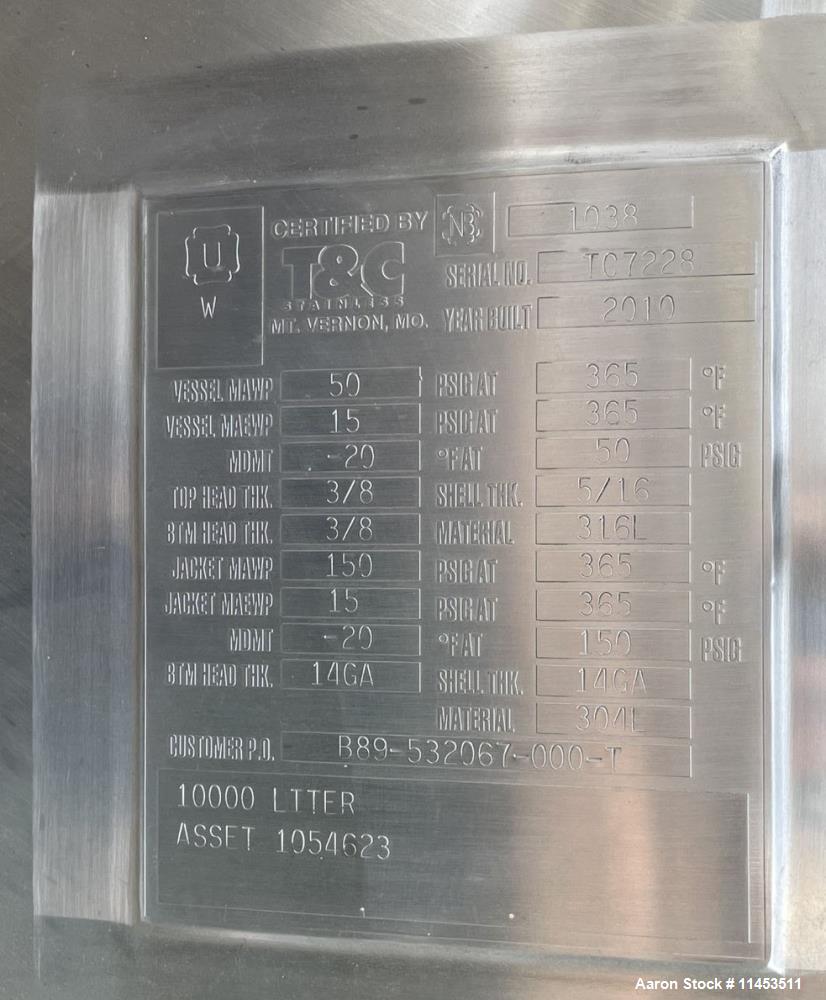 U
W
CERTIFIED BY
T&C
STAINLESS
MT. VERNON, MO.
NB 1038
SERIAL NO. TC7228
YEAR BUILT 2010
VESSEL MAWP 50 PSIG AT 365 °F
VESSEL MAEWP 15 PSIG AT 365 °F
MDMT -20 °F AT 50 PSIG
TOP HEAD THK. 3/8 SHELL THK. 5/16
BTM HEAD THK. 3/8 MATERIAL 316L
JACKET MAWP 150 PSIG AT 365 °F
JACKET MAEWP 15 PSIG AT 365 °F
MDMT -20 °F AT 150 PSIG
BTM HEAD THK. 14GA SHELL THK. 14GA
MATERIAL 304L
CUSTOMER P.O. B89-532067-000-T
10000 LTTER
ASSET 1054623
Aaron Stock # 11453511